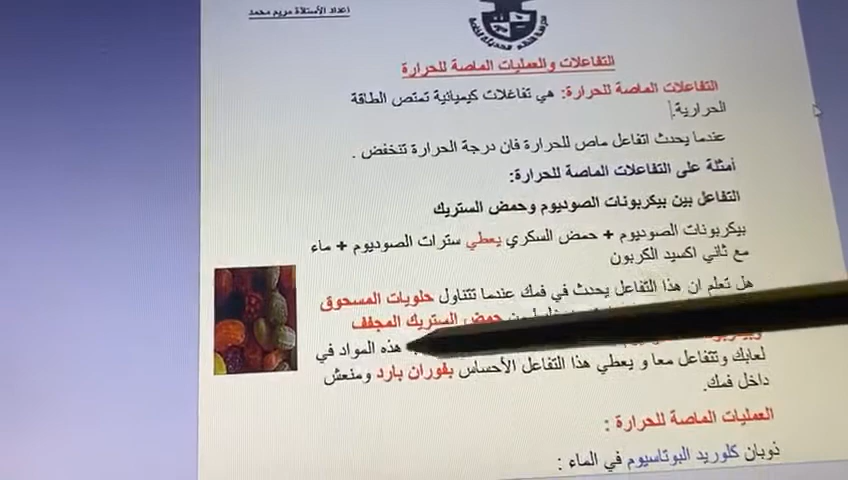 اعداد الأستاذة مريم محمد
التفاعلات والعمليات الماصة للحرارة
التفاعلات الماصة للحرارة: هي تفاعلات كيميائية تمتص الطاقة
الحرارية.
عندما يحدث اتفاعل ماص للحرارة فان درجة الحرارة تنخفض .
أمثلة على التفاعلات الماصة للحرارة:
التفاعل بين بيكربونات الصوديوم وحمض الستريك
بيكربونات الصوديوم + حمض السكري يعطي سترات الصوديوم + ماء
مع ثاني اكسيد الكربون
هل تعلم ان هذا التفاعل يحدث في فمك عندما تتناول حلويات المسحوق
حمض الستريك المجفف
هذه المواد في
لعابك وتتفاعل معا و يعطي هذا التفاعل الأحساس بفوران بارد ومنعش
داخل فمك.
العمليات الماصة للحرارة :
ذوبان كلوريد البوتاسيوم في الماء :